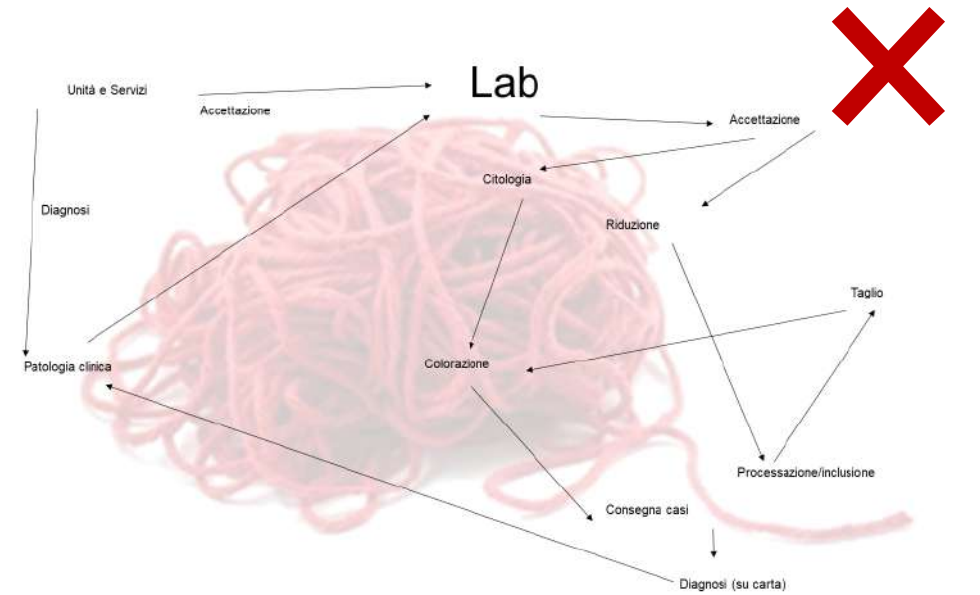 Lab
Unità e Servizi
Accettazione
Accettazione
Citologia
Diagnosi
Riduzione
Taglio
Patologia clinica
Colorazione
Processazione/inclusione
Consegna casi
Diagnosi (su carta)